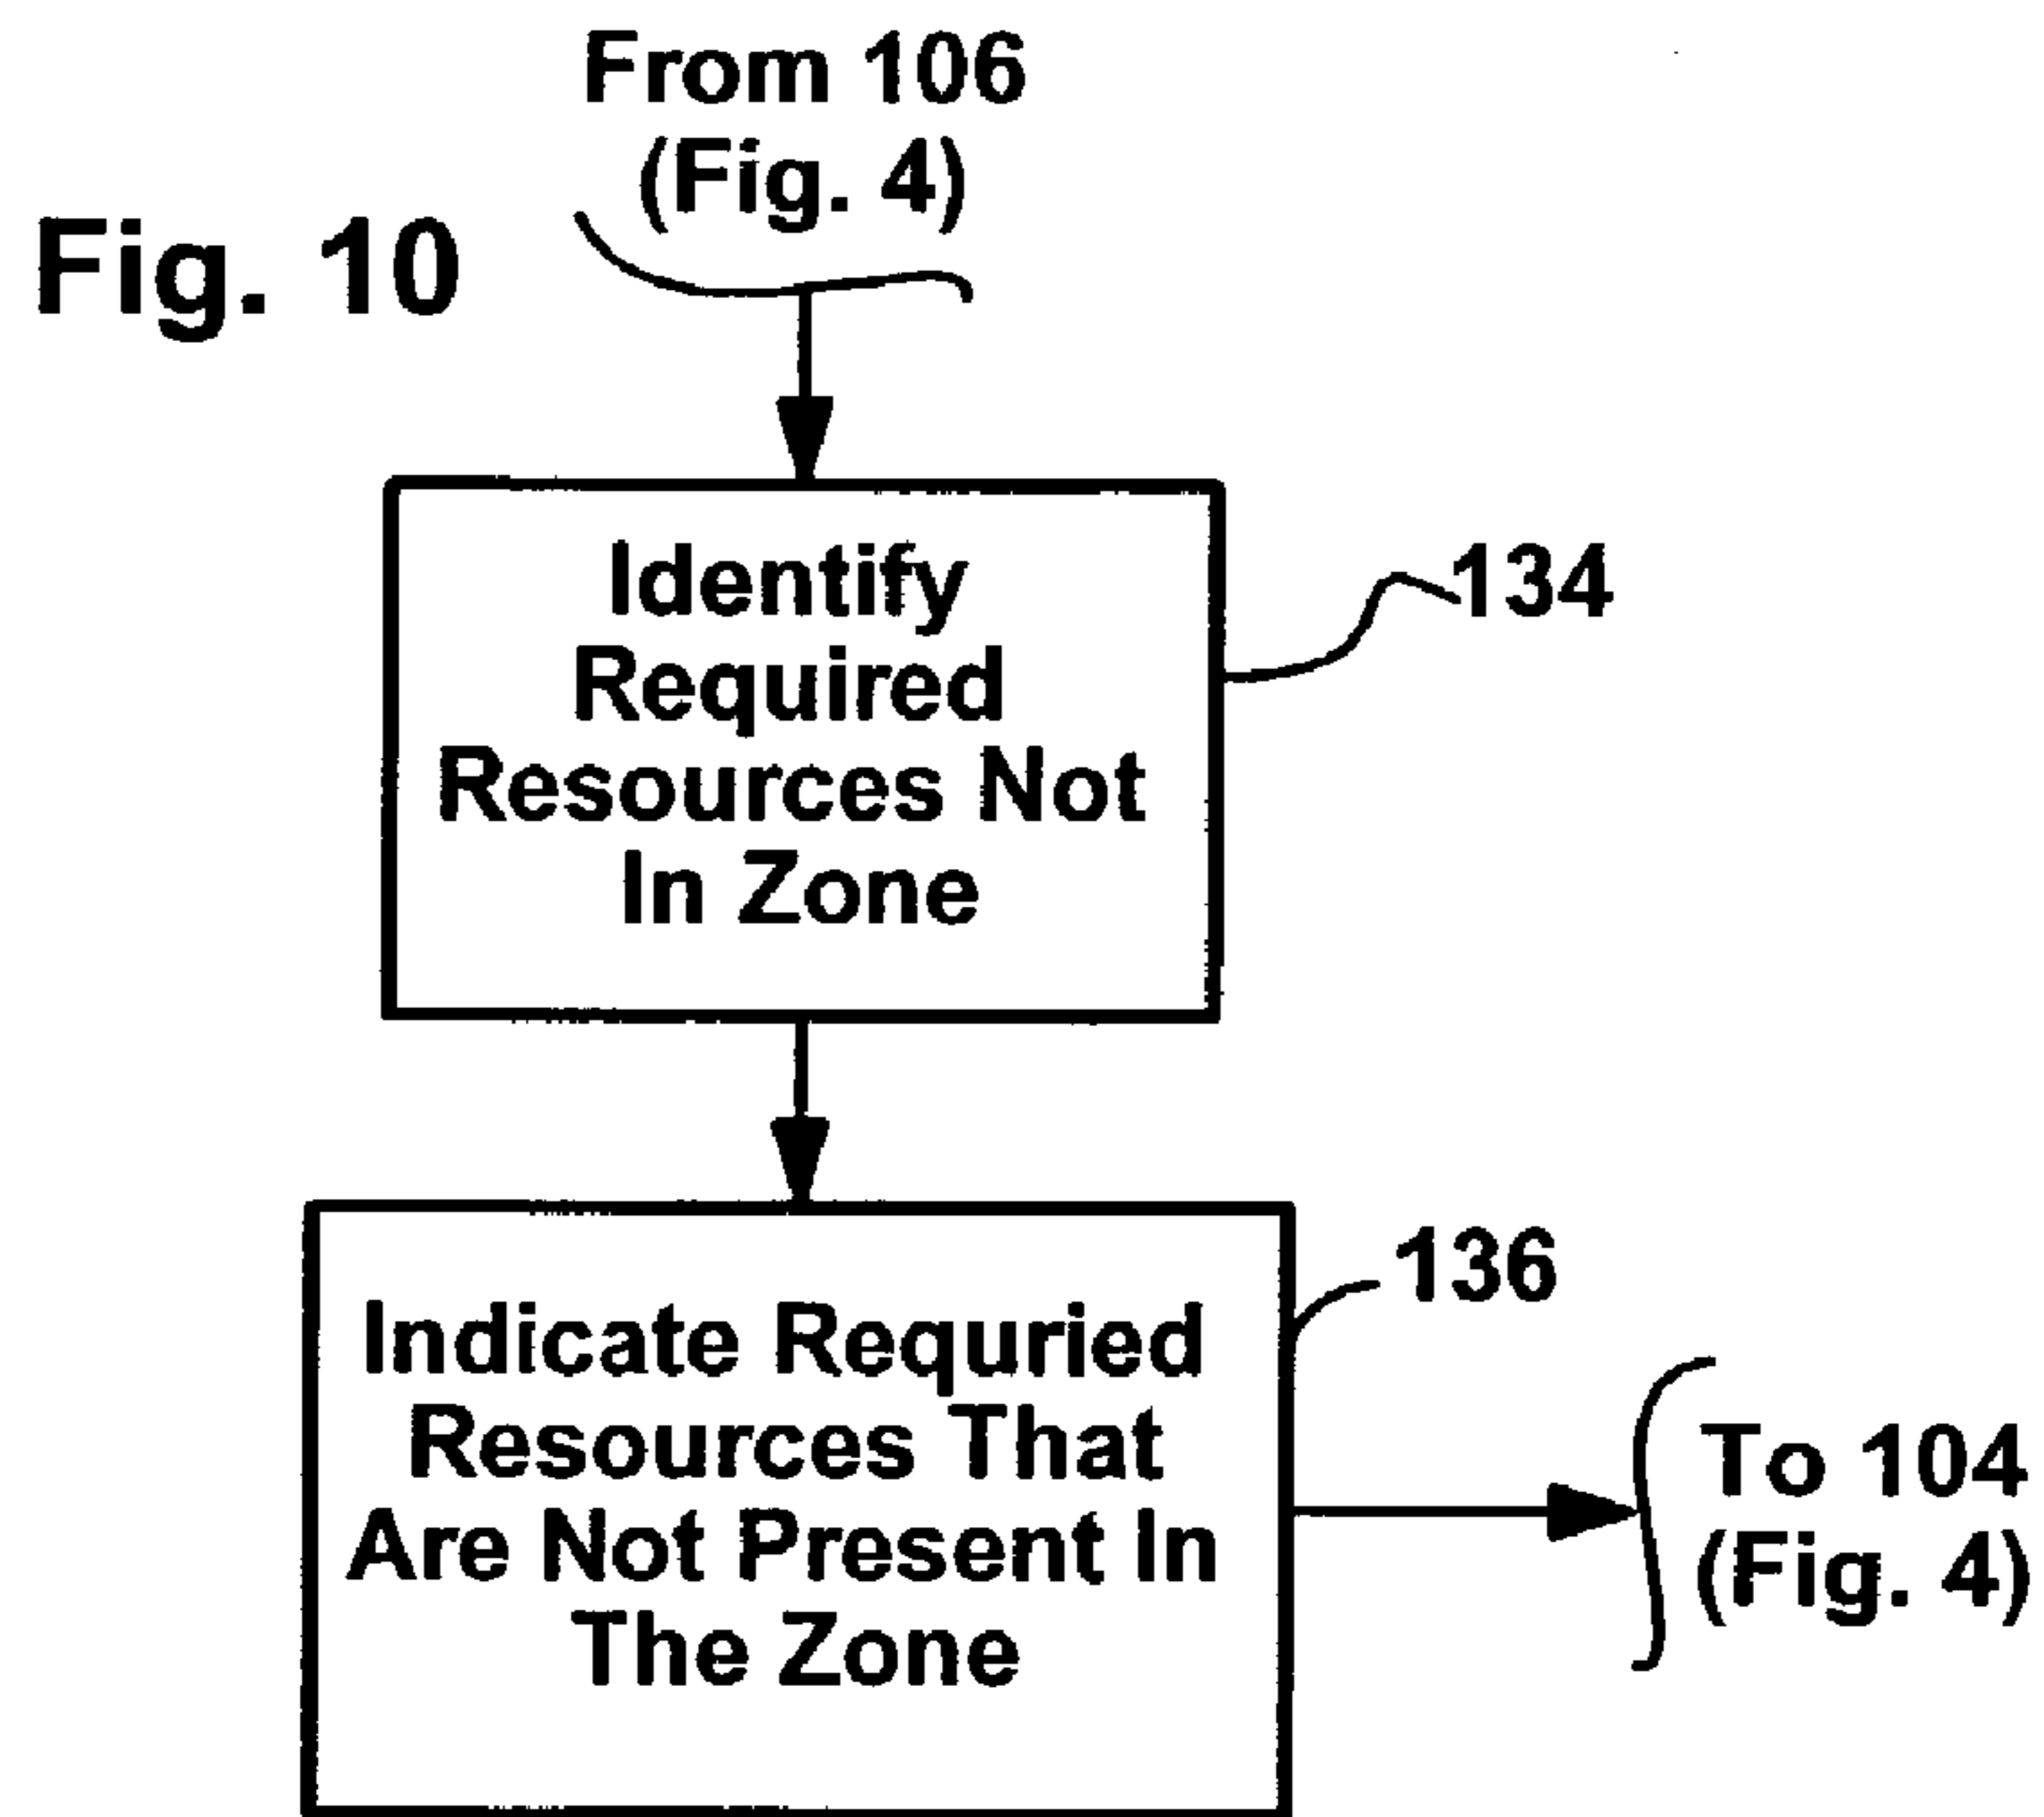 From 106
(Fig. 4)
Fig. 10
Identify
Required
Resources Not
In Zone
134
Indicate Requried
Resources That
Are Not Present In
The Zone
136
To 104
(Fig. 4)